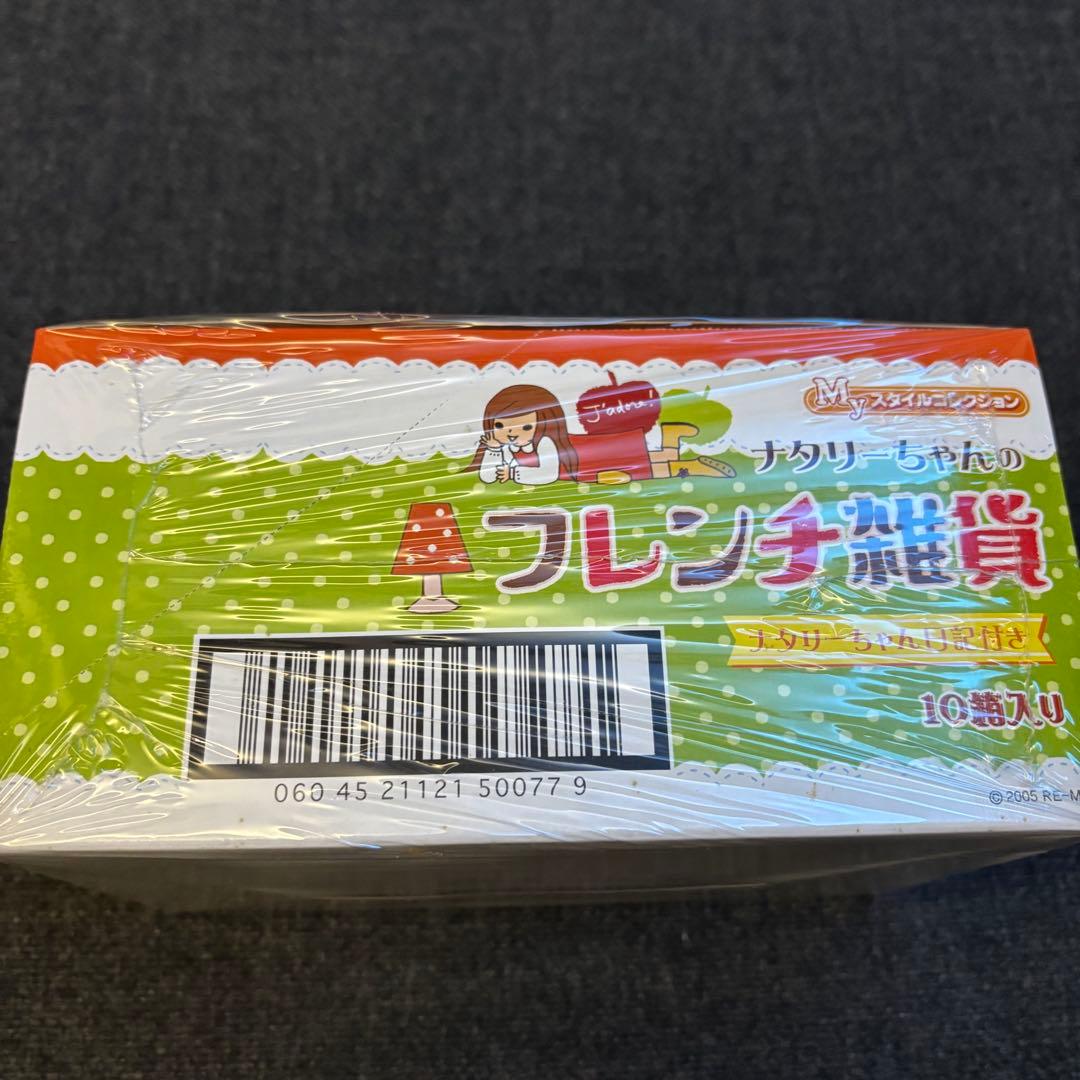 J'adore!
Myスタイルコレクション
ナタリーちゃんの
フレンチ雑貨
ナタリーちゃん日記付き
10箱入り
060 45 21121 50077 9
© 2005 RE-M